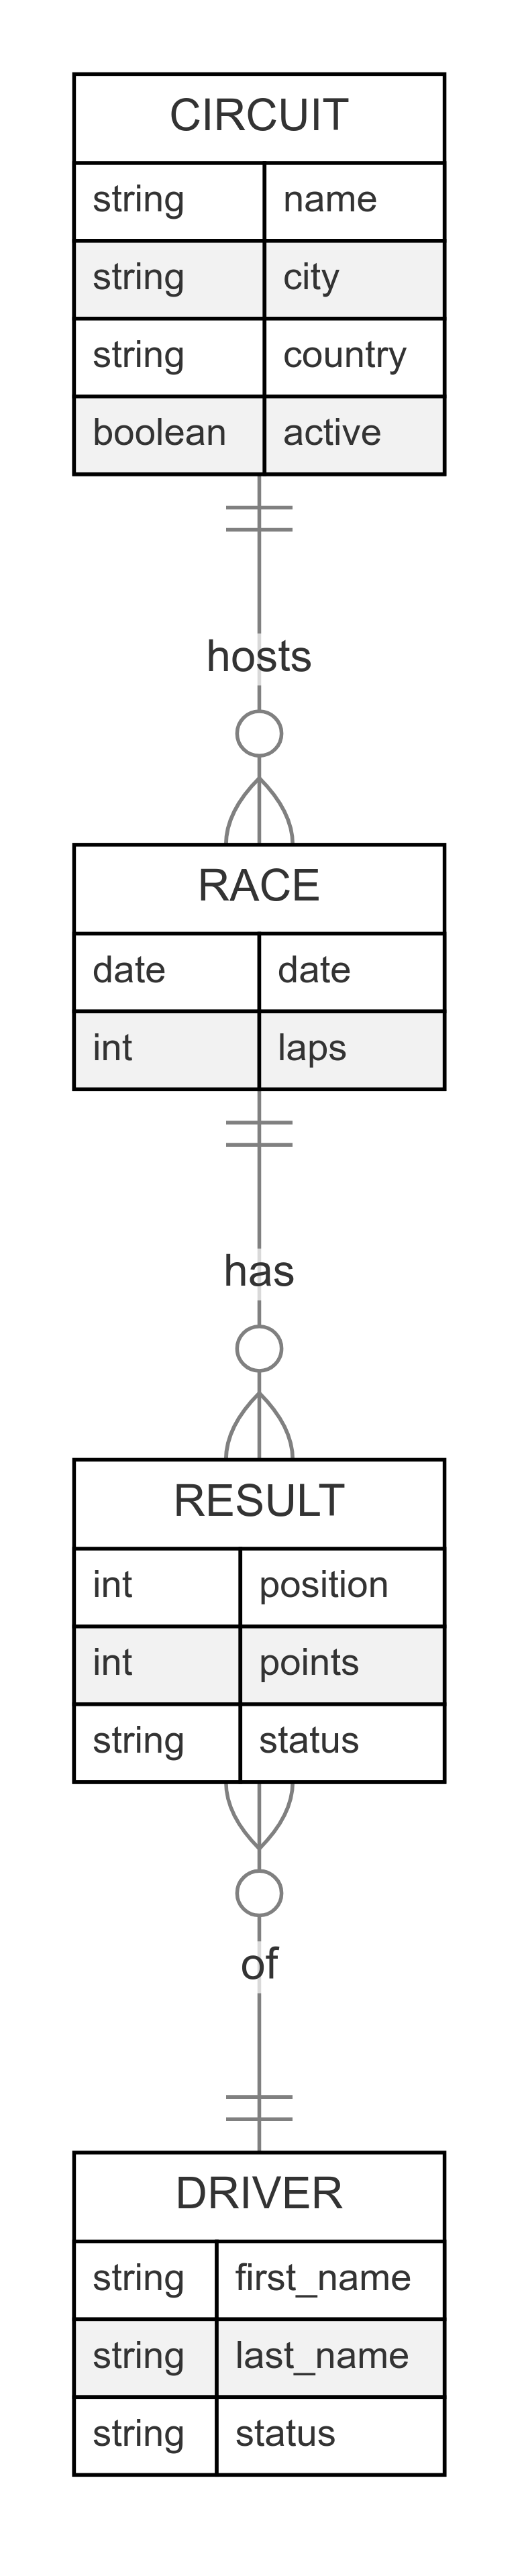 CIRCUIT
string name
string city
string country
boolean active
hosts
RACE
date date
int laps
has
RESULT
int position
int points
string status
of
DRIVER
string first_name
string last_name
string status